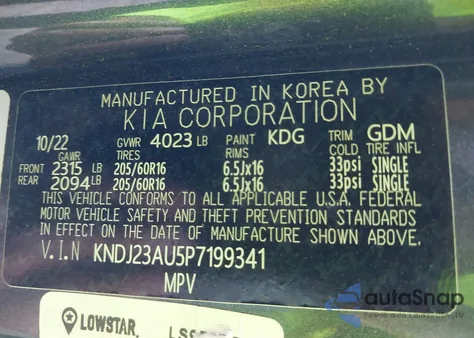 MANUFACTURED IN KOREA BY
KIA CORPORATION
10/22 GVWR 4023 LB PAINT KDG TRIM GDM
GAWR TIRES RIMS COLD TIRE INFL
FRONT 2315 LB 205/60R16 6.5Jx16 33psi SINGLE
REAR 2094 LB 205/60R16 6.5Jx16 33psi SINGLE
THIS VEHICLE CONFORMS TO ALL APPLICABLE U.S.A. FEDERAL
MOTOR VEHICLE SAFETY AND THEFT PREVENTION STANDARDS
IN EFFECT ON THE DATE OF MANUFACTURE SHOWN ABOVE.
V.I.N KNDJ23AU5P7199341
MPV
autaSnap
LOWSTAR.